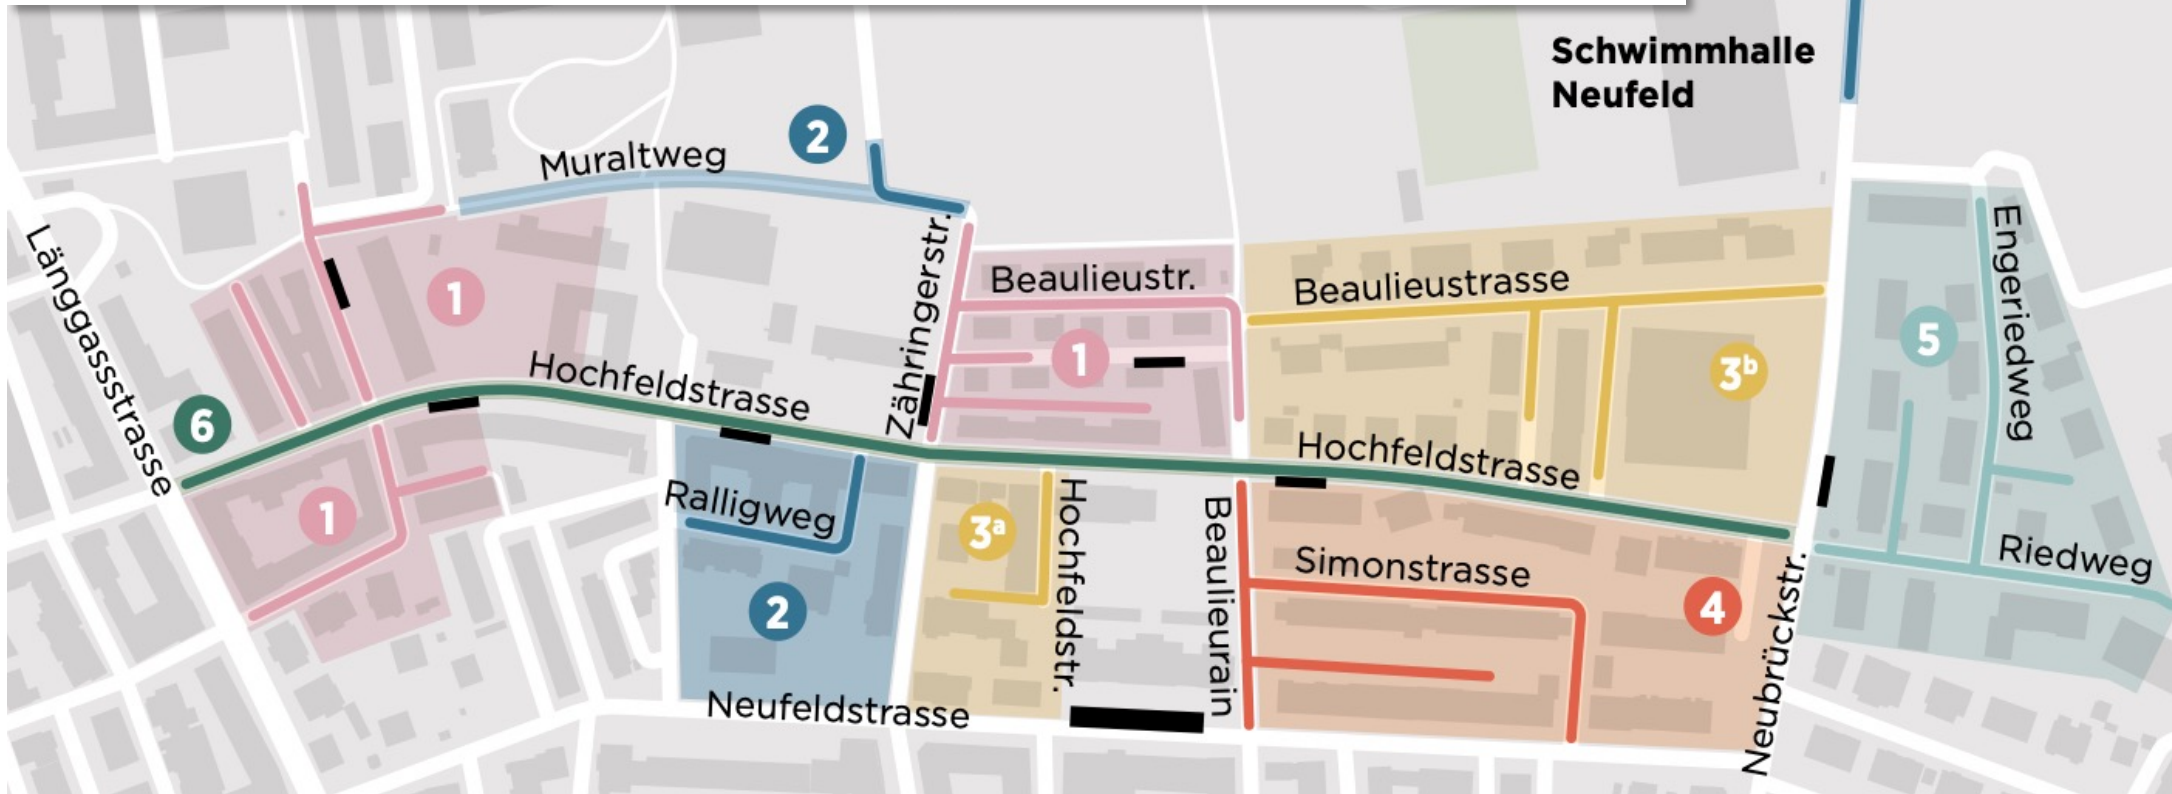 Schwimmhalle
Neufeld
2
Muraltweg
Länggassstrasse
Zähringerstr.
Engeriedweg
1
Beaulieustr.
Beaulieustrasse
5
1
3b
Hochfeldstrasse
6
Hochfeldstrasse
1
Ralligweg
3a
Hochfeldstr.
Beaulieurain
Simonstrasse
Riedweg
2
4
Neubrückstr.
Neufeldstrasse